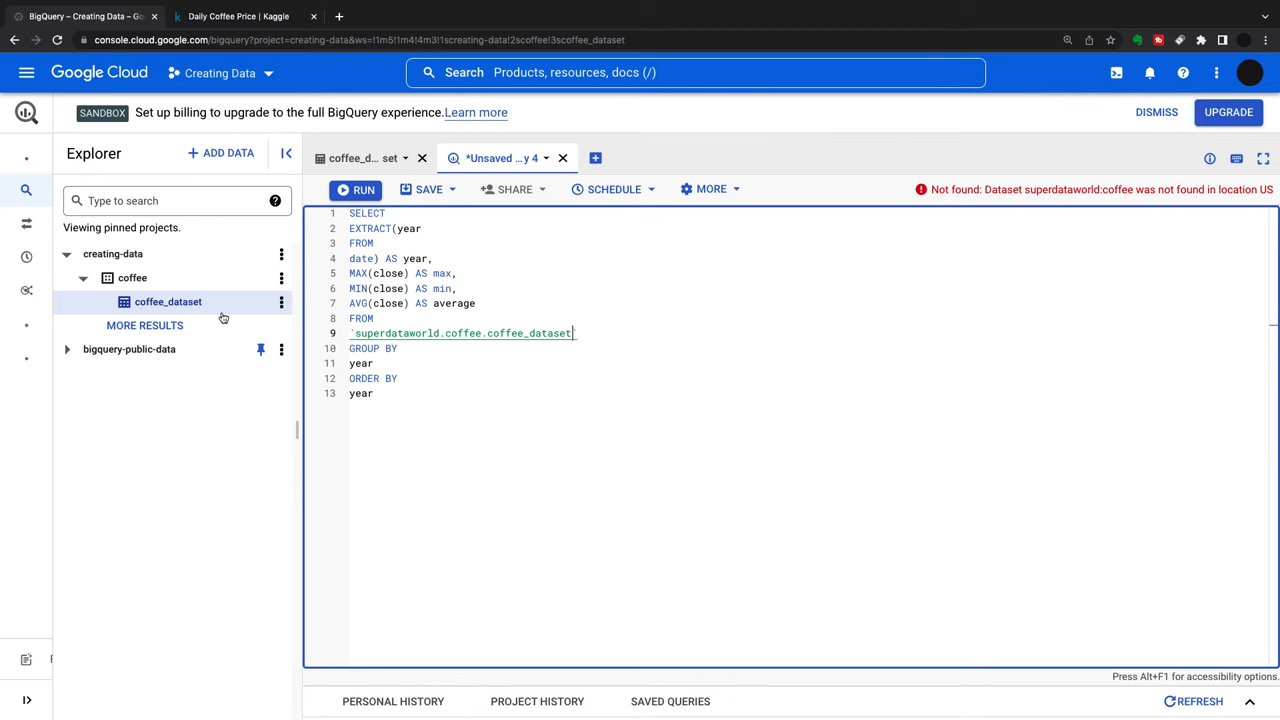 BigQuery – Creating Data – Go
Daily Coffee Price | Kaggle
console.cloud.google.com/bigquery?project=creating-data&ws=!1m5!1m4!4m3!1screating-data!2scoffee!3scoffee_dataset
Google Cloud
Creating Data
Search Products, resources, docs (/)
SANDBOX
Set up billing to upgrade to the full BigQuery experience. Learn more
DISMISS
UPGRADE
Explorer
+ ADD DATA
coffee_d... set
*Unsaved ...y 4
Type to search
RUN
SAVE
SHARE
SCHEDULE
MORE
Not found: Dataset superdataworld:coffee was not found in location US
Viewing pinned projects.
creating-data
coffee
coffee_dataset
MORE RESULTS
bigquery-public-data
1 SELECT
2 EXTRACT(year
3 FROM
4 date) AS year,
5 MAX(close) AS max,
6 MIN(close) AS min,
7 AVG(close) AS average
8 FROM
9 `superdataworld.coffee.coffee_dataset`
10 GROUP BY
11 year
12 ORDER BY
13 year
Press Alt+F1 for accessibility options.
PERSONAL HISTORY
PROJECT HISTORY
SAVED QUERIES
REFRESH